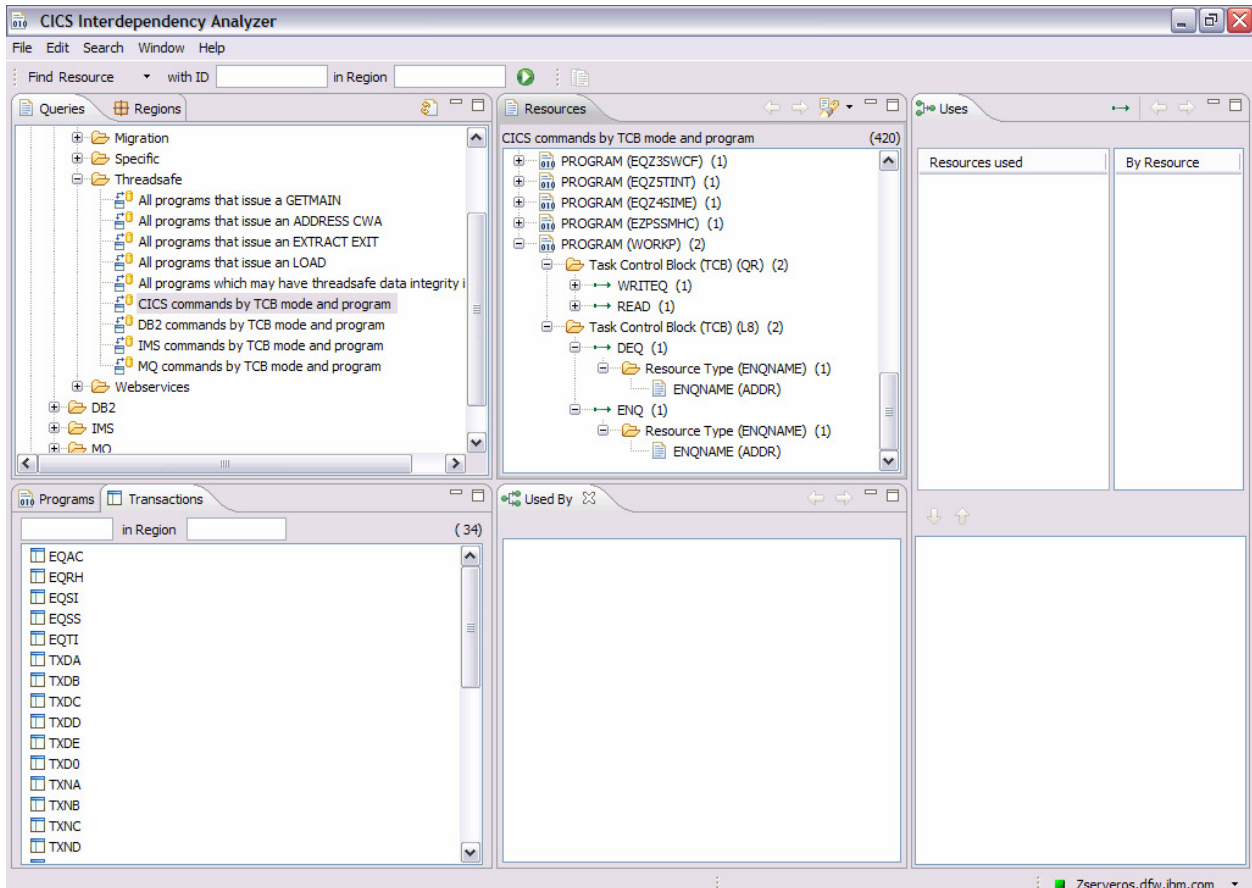 CICS Interdependency Analyzer
File Edit Search Window Help
Find Resource with ID in Region
Queries Regions
Migration
Specific
Threadsafe
All programs that issue a GETMAIN
All programs that issue an ADDRESS CWA
All programs that issue an EXTRACT EXIT
All programs that issue an LOAD
All programs which may have threadsafe data integrity i
CICS commands by TCB mode and program
DB2 commands by TCB mode and program
IMS commands by TCB mode and program
MQ commands by TCB mode and program
Webservices
DB2
IMS
MQ
Resources
CICS commands by TCB mode and program (420)
PROGRAM (EQZ3SWCF) (1)
PROGRAM (EQZ5TINT) (1)
PROGRAM (EQZ4SIME) (1)
PROGRAM (EZPSSMHC) (1)
PROGRAM (WORKP) (2)
Task Control Block (TCB) (QR) (2)
WRITEQ (1)
READ (1)
Task Control Block (TCB) (L8) (2)
DEQ (1)
Resource Type (ENQNAME) (1)
ENQNAME (ADDR)
ENQ (1)
Resource Type (ENQNAME) (1)
ENQNAME (ADDR)
Uses
Resources used By Resource
Programs Transactions
in Region ( 34)
EQAC
EQRH
EQSI
EQSS
EQTI
TXDA
TXDB
TXDC
TXDD
TXDE
TXD0
TXNA
TXNB
TXNC
TXND
Used By
Zserveros.dfw.ibm.com